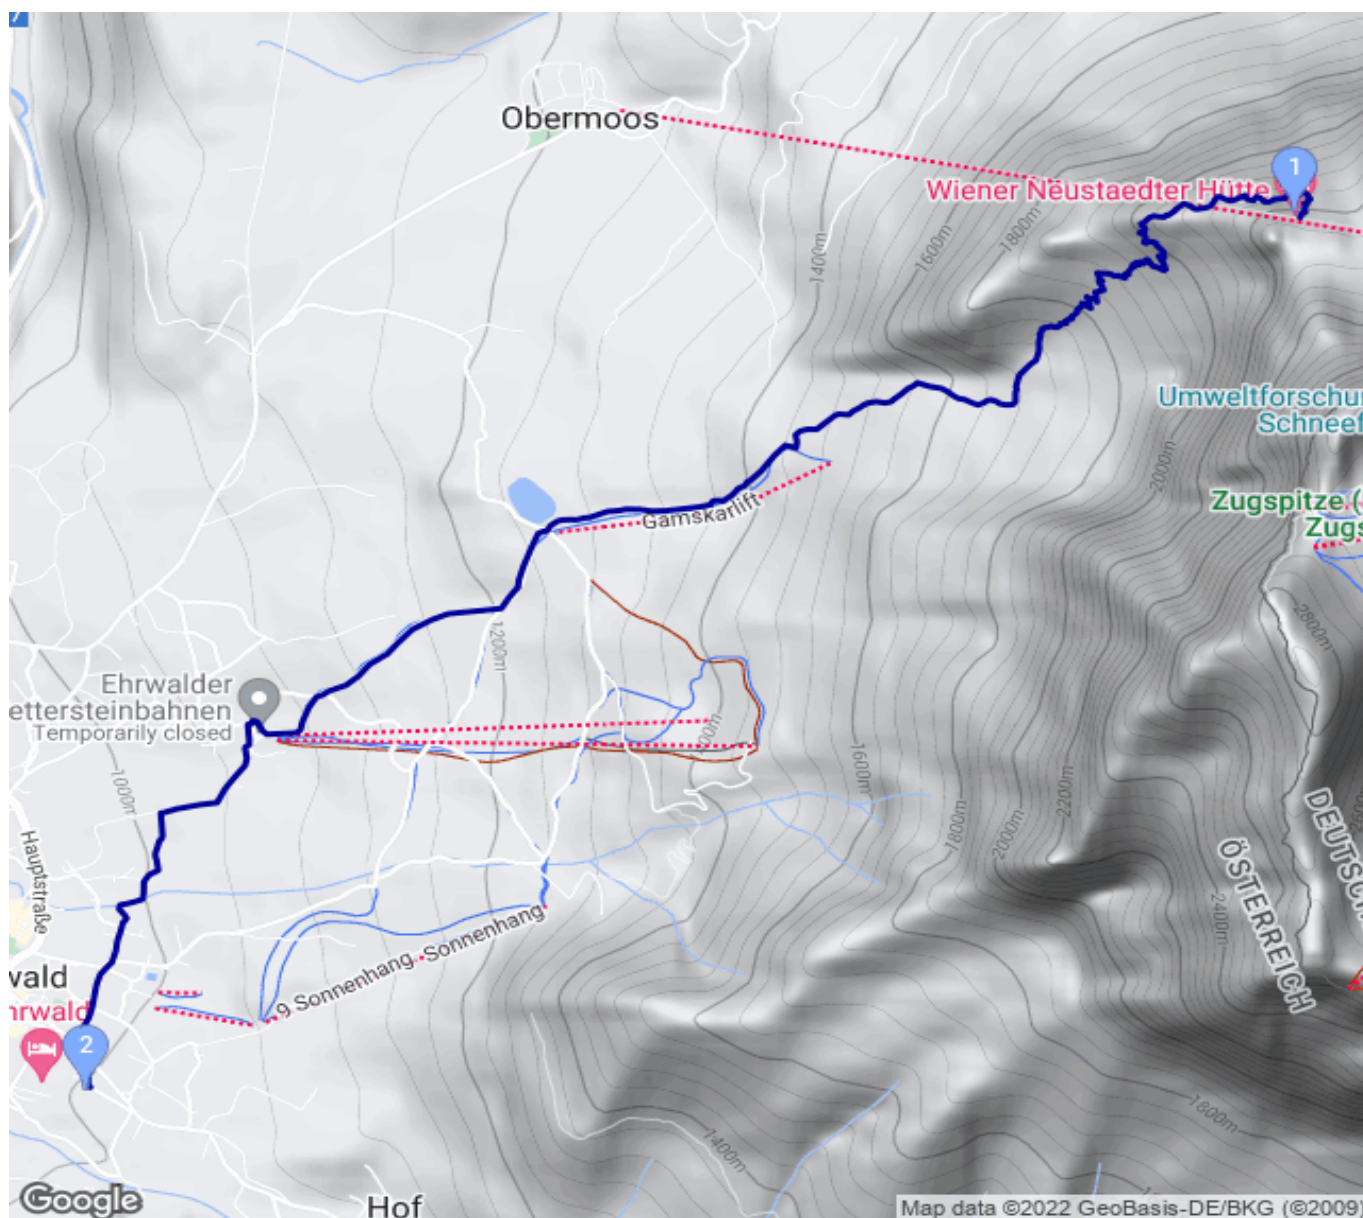 7
Obermoos
Wiener Neustaedter Hütte
1
1400m
1600m
1800m
Umweltforschu
Schneef
2000m
Zugspitze (
Zugs
Gamskarlift
1200m
Ehrwalder
ettersteinbahnen
Temporarily closed
1000m
1600m
1800m
2000m
2200m
2800m
DEUTSCH
ÖSTERREICH
2400m
Hauptstraße
9 Sonnenhang
Sonnenhang
wald
hrwald
2
1400m
1800m
Hof
Google
Map data ©2022 GeoBasis-DE/BKG (©2009)